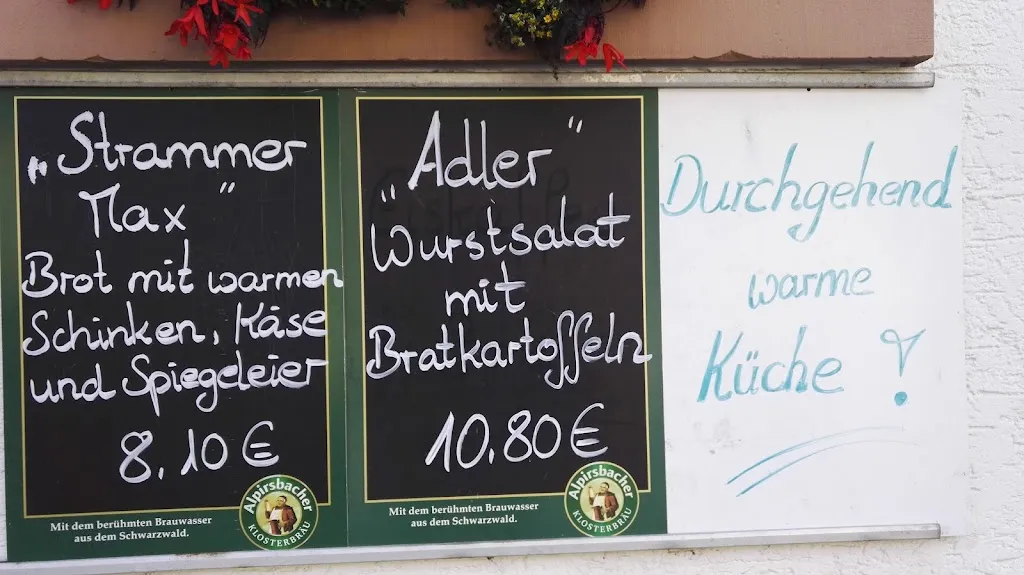 „Strammer
Max"
Brot mit warmen
Schinken, Käse
und Spiegeleier
8.10 €
Mit dem berühmten Brauwasser
aus dem Schwarzwald.
Alpirsbacher
KLOSTERBRÄU
„Adler"
Wurstsalat
mit
Bratkartoffeln
10.80 €
Mit dem berühmten Brauwasser
aus dem Schwarzwald.
Alpirsbacher
KLOSTERBRÄU
Durchgehend
warme
Küche !